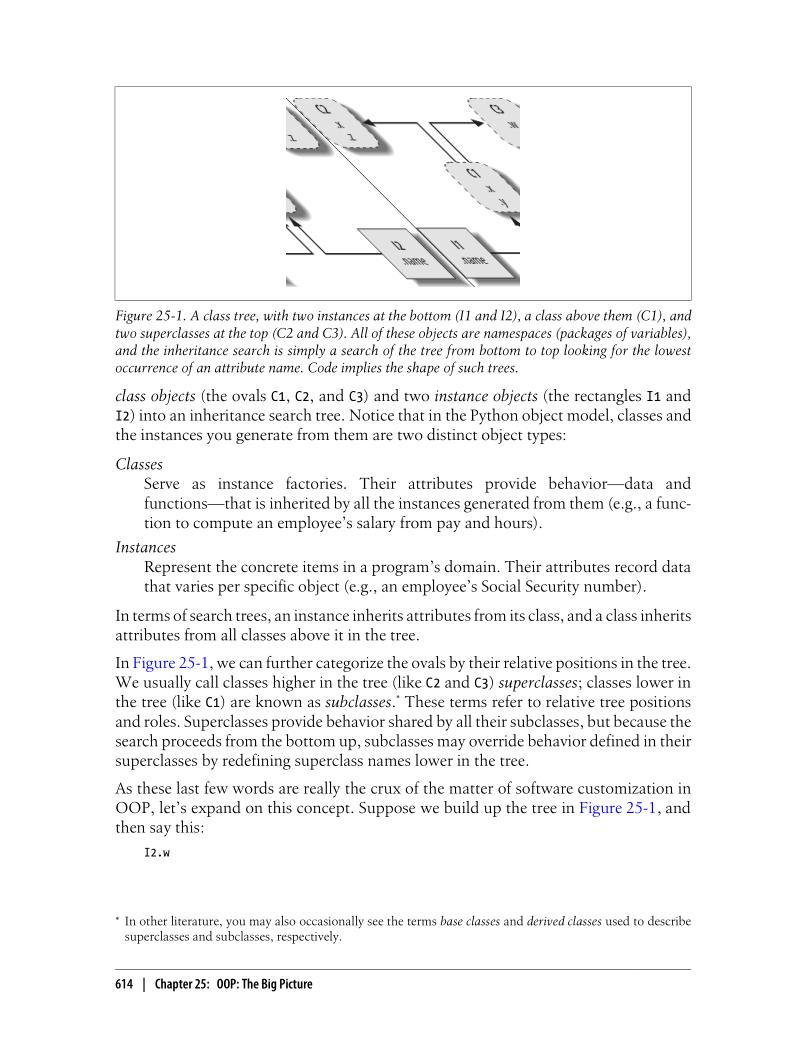 C2
x
z
C3
.w
C1
.x
.y
z
I2
.name
I1
.name
Figure 25-1. A class tree, with two instances at the bottom (I1 and I2), a class above them (C1), and
two superclasses at the top (C2 and C3). All of these objects are namespaces (packages of variables),
and the inheritance search is simply a search of the tree from bottom to top looking for the lowest
occurrence of an attribute name. Code implies the shape of such trees.
class objects (the ovals C1, C2, and C3) and two instance objects (the rectangles I1 and
I2) into an inheritance search tree. Notice that in the Python object model, classes and
the instances you generate from them are two distinct object types:
Classes
Serve as instance factories. Their attributes provide behavior—data and
functions—that is inherited by all the instances generated from them (e.g., a func-
tion to compute an employee’s salary from pay and hours).
Instances
Represent the concrete items in a program’s domain. Their attributes record data
that varies per specific object (e.g., an employee’s Social Security number).
In terms of search trees, an instance inherits attributes from its class, and a class inherits
attributes from all classes above it in the tree.
In Figure 25-1, we can further categorize the ovals by their relative positions in the tree.
We usually call classes higher in the tree (like C2 and C3) superclasses; classes lower in
the tree (like C1) are known as subclasses.* These terms refer to relative tree positions
and roles. Superclasses provide behavior shared by all their subclasses, but because the
search proceeds from the bottom up, subclasses may override behavior defined in their
superclasses by redefining superclass names lower in the tree.
As these last few words are really the crux of the matter of software customization in
OOP, let’s expand on this concept. Suppose we build up the tree in Figure 25-1, and
then say this:
I2.w
* In other literature, you may also occasionally see the terms base classes and derived classes used to describe
superclasses and subclasses, respectively.
614 | Chapter 25: OOP: The Big Picture